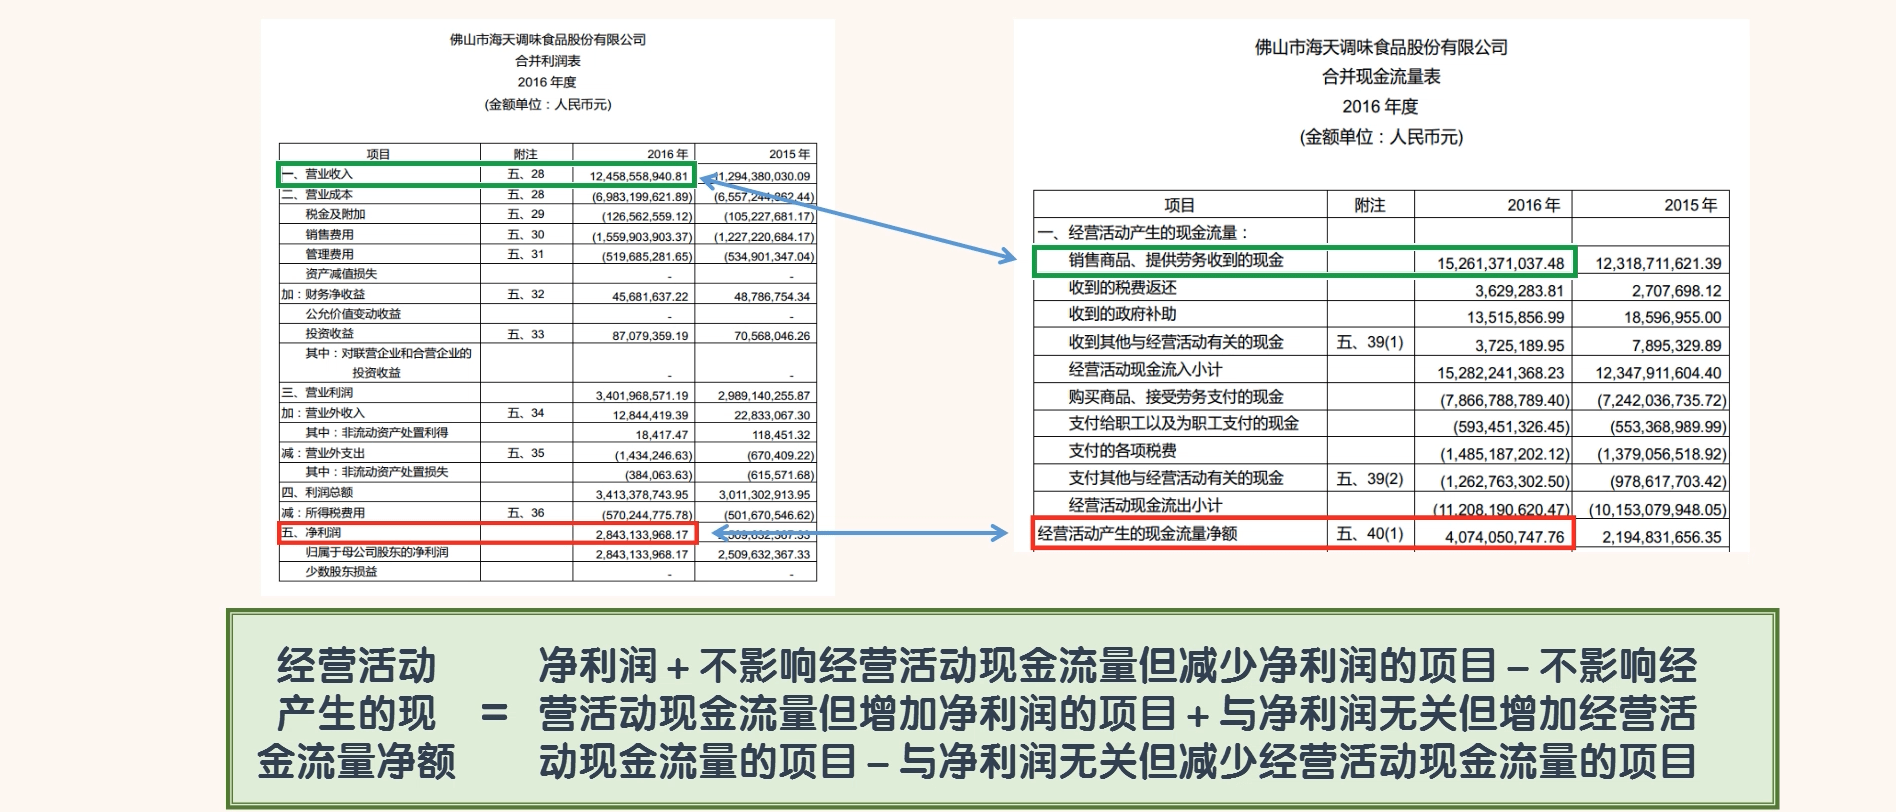 佛山市海天调味食品股份有限公司
合并利润表
2016 年度
(金额单位：人民币元)
项目 附注 2016 年 2015 年
一、营业收入 五、28 12,458,558,940.81 11,294,380,030.09
二、营业成本 五、28 (6,983,199,621.89) (6,557,244,862.44)
税金及附加 五、29 (126,562,559.12) (105,227,681.17)
销售费用 五、30 (1,559,903,903.37) (1,227,220,684.17)
管理费用 五、31 (519,685,281.65) (534,901,347.04)
资产减值损失 - -
加：财务净收益 五、32 45,681,637.22 48,786,754.34
公允价值变动收益 - -
投资收益 五、33 87,079,359.19 70,568,046.26
其中：对联营企业和合营企业的
投资收益 - -
三、营业利润 3,401,968,571.19 2,989,140,255.87
加：营业外收入 五、34 12,844,419.39 22,833,067.30
其中：非流动资产处置利得 18,417.47 118,451.32
减：营业外支出 五、35 (1,434,246.63) (670,409.22)
其中：非流动资产处置损失 (384,063.63) (615,571.68)
四、利润总额 3,413,378,743.95 3,011,302,913.95
减：所得税费用 五、36 (570,244,775.78) (501,670,546.62)
五、净利润 2,843,133,968.17 2,509,632,367.33
归属于母公司股东的净利润 2,843,133,968.17 2,509,632,367.33
少数股东损益 - -
佛山市海天调味食品股份有限公司
合并现金流量表
2016 年度
(金额单位：人民币元)
项目 附注 2016 年 2015 年
一、经营活动产生的现金流量：
销售商品、提供劳务收到的现金 15,261,371,037.48 12,318,711,621.39
收到的税费返还 3,629,283.81 2,707,698.12
收到的政府补助 13,515,856.99 18,596,955.00
收到其他与经营活动有关的现金 五、39(1) 3,725,189.95 7,895,329.89
经营活动现金流入小计 15,282,241,368.23 12,347,911,604.40
购买商品、接受劳务支付的现金 (7,866,788,789.40) (7,242,036,735.72)
支付给职工以及为职工支付的现金 (593,451,326.45) (553,368,989.99)
支付的各项税费 (1,485,187,202.12) (1,379,056,518.92)
支付其他与经营活动有关的现金 五、39(2) (1,262,763,302.50) (978,617,703.42)
经营活动现金流出小计 (11,208,190,620.47) (10,153,079,948.05)
经营活动产生的现金流量净额 五、40(1) 4,074,050,747.76 2,194,831,656.35
经营活动
产生的现
金流量净额
=
净利润 + 不影响经营活动现金流量但减少净利润的项目 – 不影响经
营活动现金流量但增加净利润的项目 + 与净利润无关但增加经营活
动现金流量的项目 – 与净利润无关但减少经营活动现金流量的项目